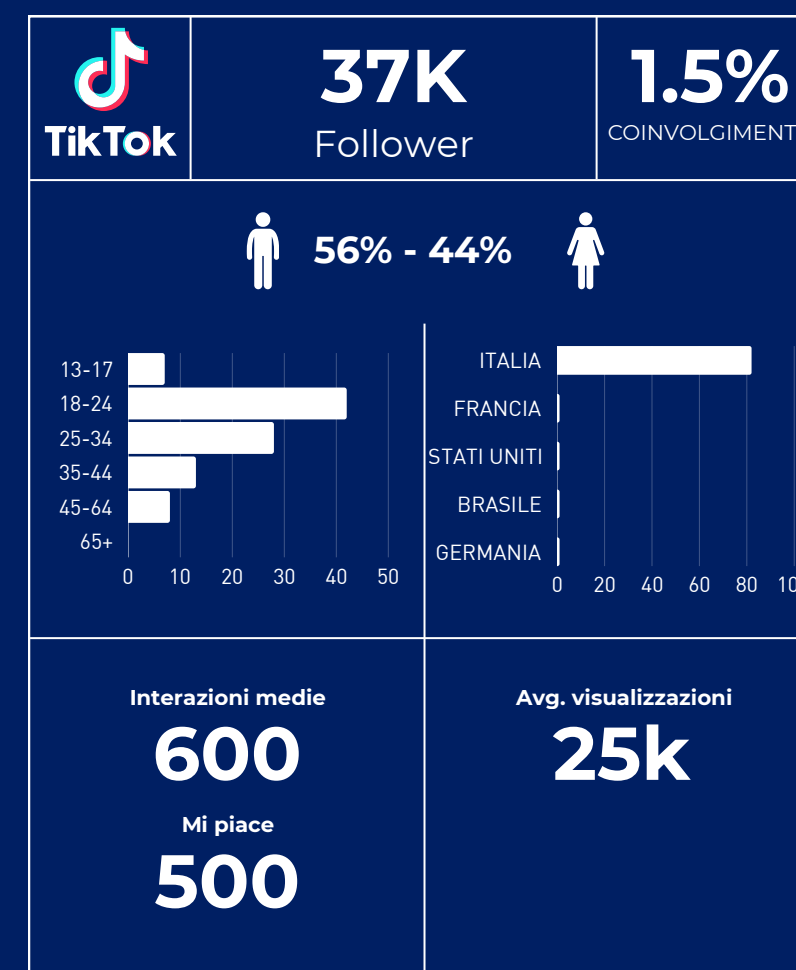 TikTok
37K
Follower
1.5%
COINVOLGIMENT
56% - 44%
13-17
18-24
25-34
35-44
45-64
65+
0 10 20 30 40 50
ITALIA
FRANCIA
STATI UNITI
BRASILE
GERMANIA
0 20 40 60 80 10
Interazioni medie
600
Mi piace
500
Avg. visualizzazioni
25k